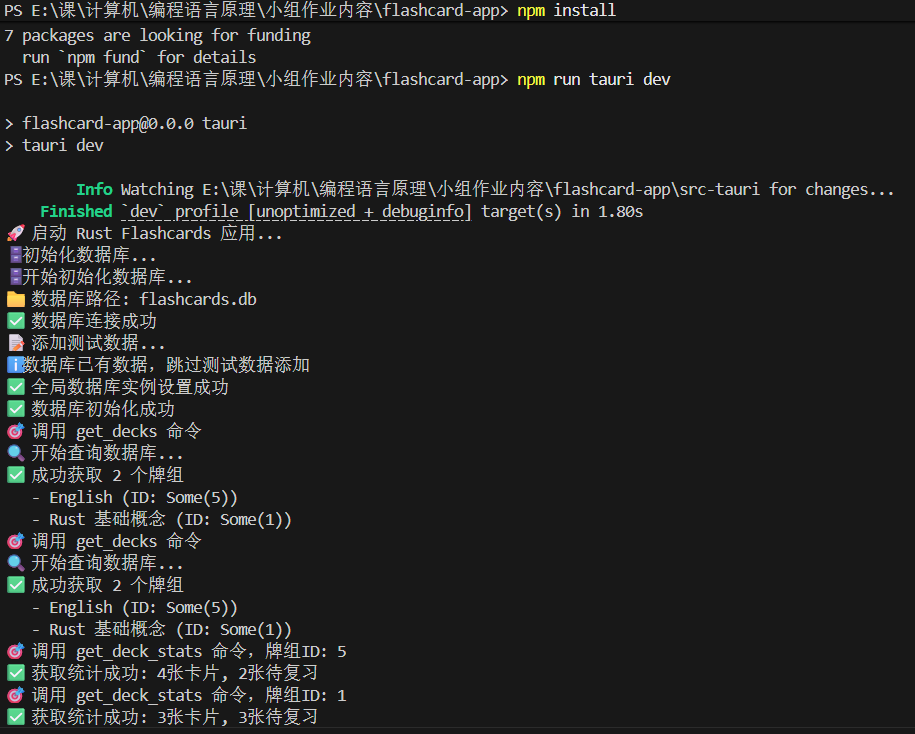 PS E:\课\计算机\编程语言原理\小组作业内容\flashcard-app> npm install
7 packages are looking for funding
  run `npm fund` for details
PS E:\课\计算机\编程语言原理\小组作业内容\flashcard-app> npm run tauri dev
> flashcard-app@0.0.0 tauri
> tauri dev
        Info Watching E:\课\计算机\编程语言原理\小组作业内容\flashcard-app\src-tauri for changes...
    Finished `dev` profile [unoptimized + debuginfo] target(s) in 1.80s
🚀 启动 Rust Flashcards 应用...
🗄️初始化数据库...
🗄️开始初始化数据库...
📁 数据库路径: flashcards.db
✅ 数据库连接成功
📝 添加测试数据...
ℹ️数据库已有数据，跳过测试数据添加
✅ 全局数据库实例设置成功
✅ 数据库初始化成功
🎯 调用 get_decks 命令
🔍 开始查询数据库...
✅ 成功获取 2 个牌组
   - English (ID: Some(5))
   - Rust 基础概念 (ID: Some(1))
🎯 调用 get_decks 命令
🔍 开始查询数据库...
✅ 成功获取 2 个牌组
   - English (ID: Some(5))
   - Rust 基础概念 (ID: Some(1))
🎯 调用 get_deck_stats 命令，牌组ID: 5
✅ 获取统计成功: 4张卡片, 2张待复习
🎯 调用 get_deck_stats 命令，牌组ID: 1
✅ 获取统计成功: 3张卡片, 3张待复习